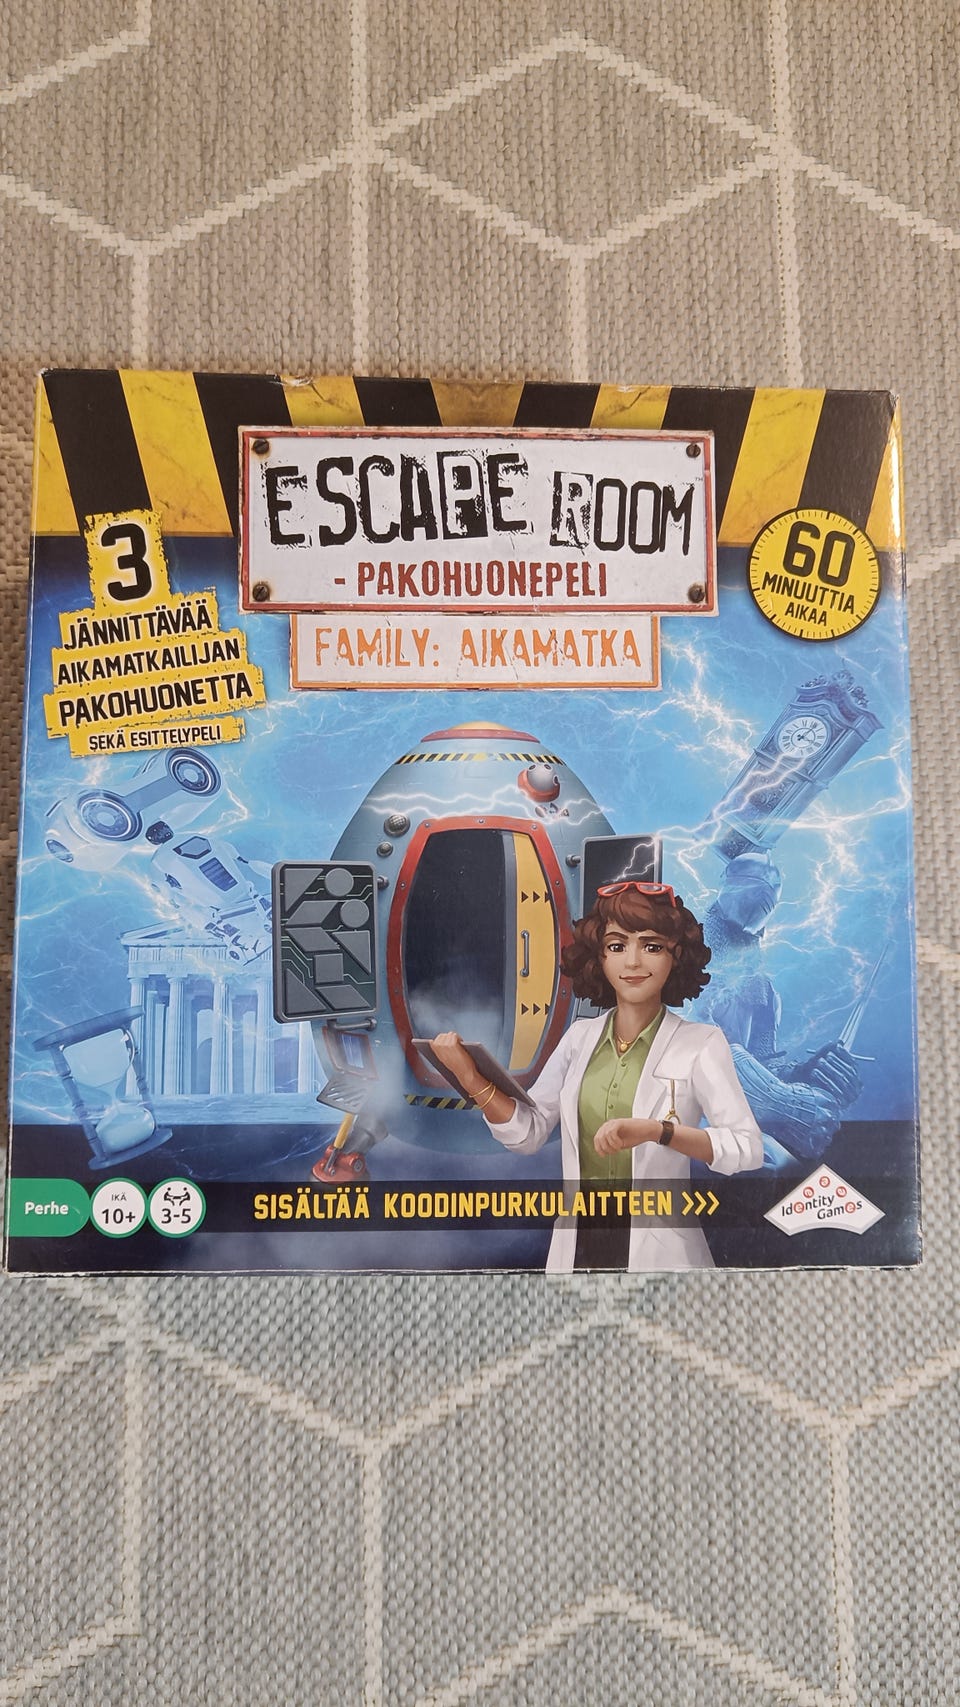 ESCAPE ROOM
- PAKOHUONEPELI
FAMILY: AIKAMATKA
3
JÄNNITTÄVÄÄ
AIKAMATKAILIJAN
PAKOHUONETTA
SEKÄ ESITTELYPELI
60
MINUUTTIA
AIKAA
Perhe
IKÄ
10+
3-5
SISÄLTÄÄ KOODINPURKULAITTEEN >>>
Identity
Games